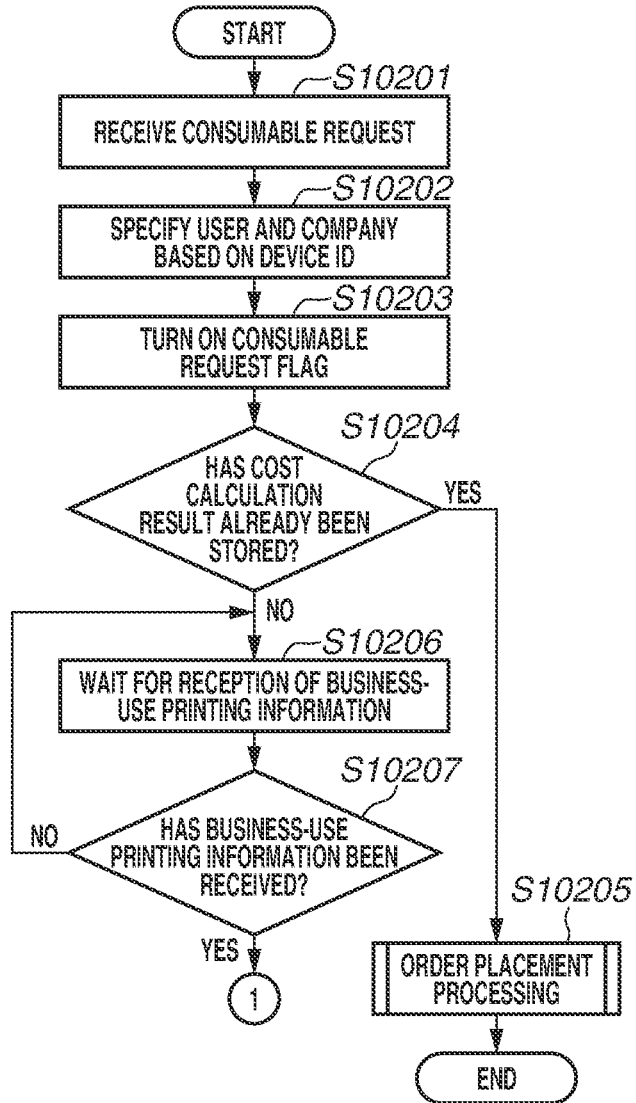 START
S10201
RECEIVE CONSUMABLE REQUEST
S10202
SPECIFY USER AND COMPANY
BASED ON DEVICE ID
S10203
TURN ON CONSUMABLE
REQUEST FLAG
S10204
HAS COST
CALCULATION
RESULT ALREADY BEEN
STORED?
YES
NO
S10206
WAIT FOR RECEPTION OF BUSINESS-
USE PRINTING INFORMATION
S10207
HAS BUSINESS-USE
PRINTING INFORMATION BEEN
RECEIVED?
NO
YES
1
S10205
ORDER PLACEMENT
PROCESSING
END